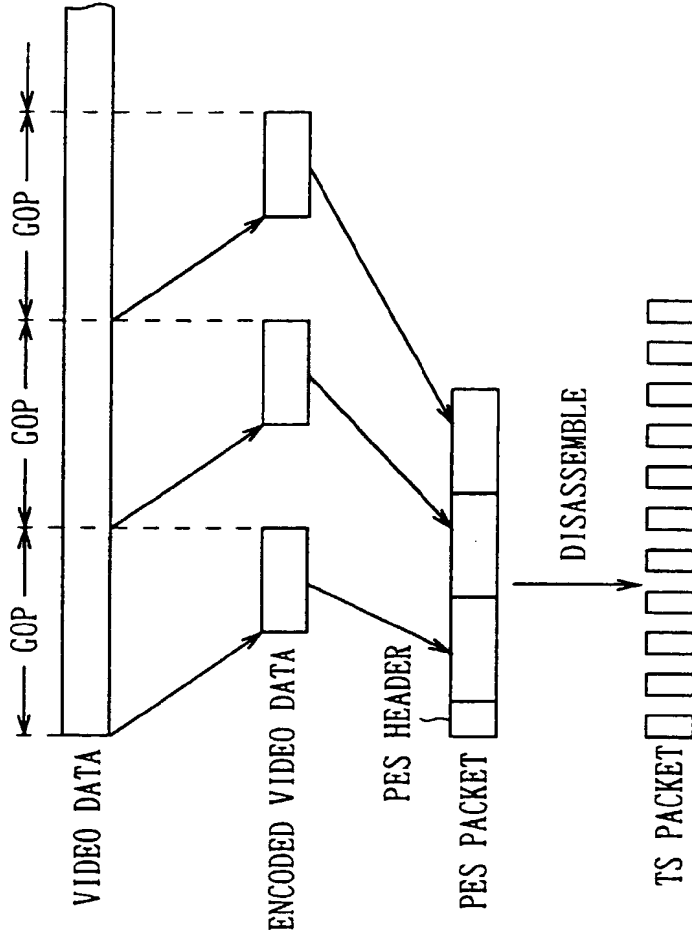 GOP GOP GOP
VIDEO DATA
ENCODED VIDEO DATA
PES HEADER
PES PACKET
DISASSEMBLE
TS PACKET